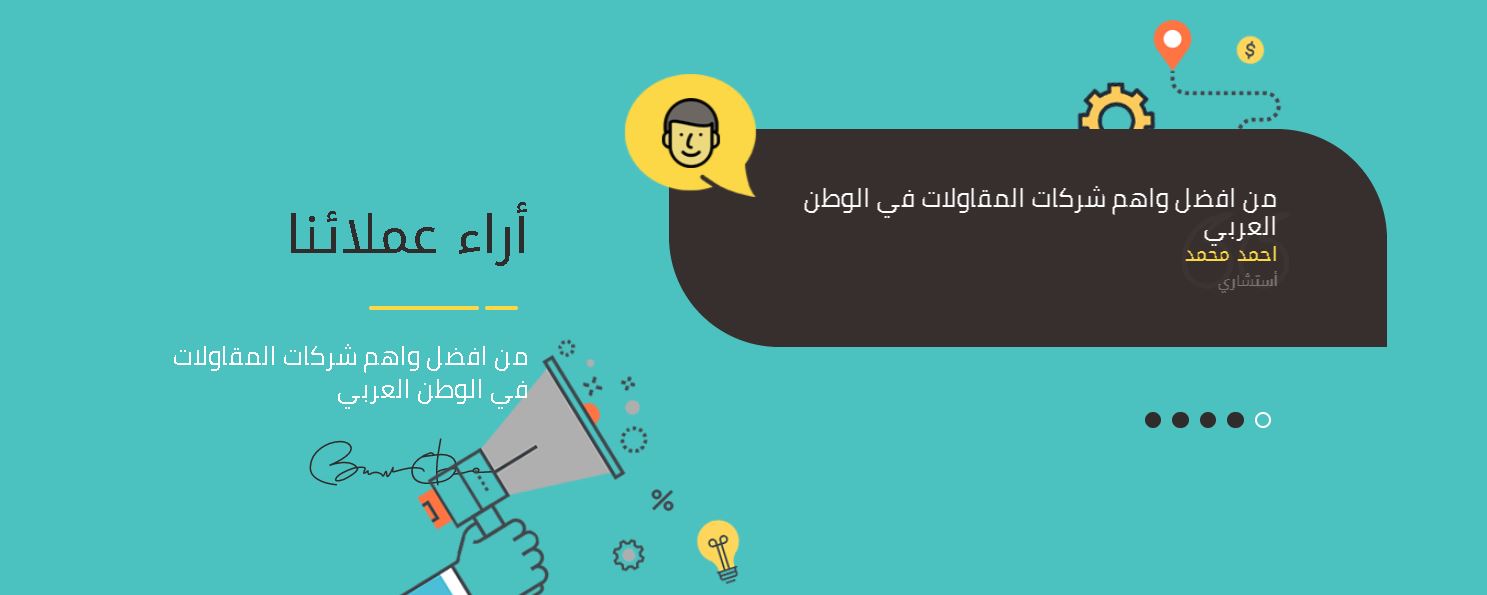 أراء عملائنا
من افضل واهم شركات المقاولات
في الوطن العربي
من افضل واهم شركات المقاولات في الوطن
العربي
احمد محمد
أستشاري